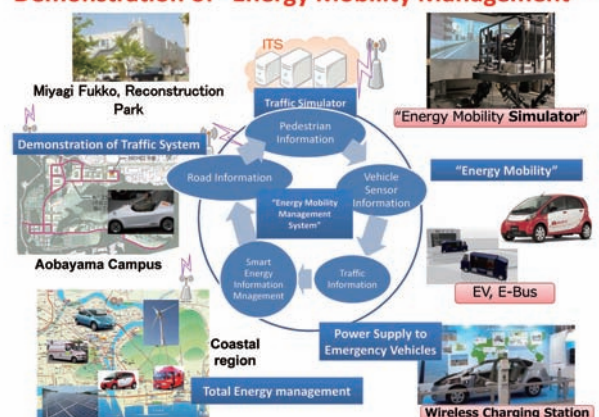 Demonstration of "Energy Mobility Management"
ITS
Miyagi Fukko, Reconstruction
Park
Traffic Simulator
"Energy Mobility Simulator"
Pedestrian
Information
Demonstration of Traffic System
Road Information
Vehicle
Sensor
Information
"Energy Mobility"
"Energy Mobility
Management
System"
Aobayama Campus
Smart
Energy
Information
Mnagement
Traffic
Information
EV, E-Bus
Coastal
region
Power Supply to
Emergency Vehicles
Total Energy management
Wireless Charging Station